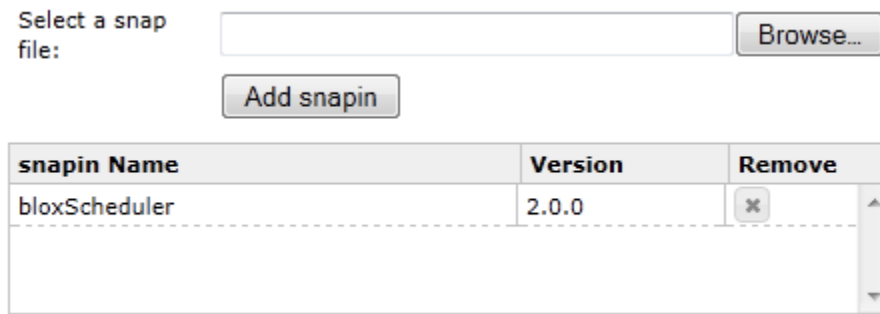 Select a snap
file:
Browse...
Add snapin
snapin Name Version Remove
bloxScheduler 2.0.0